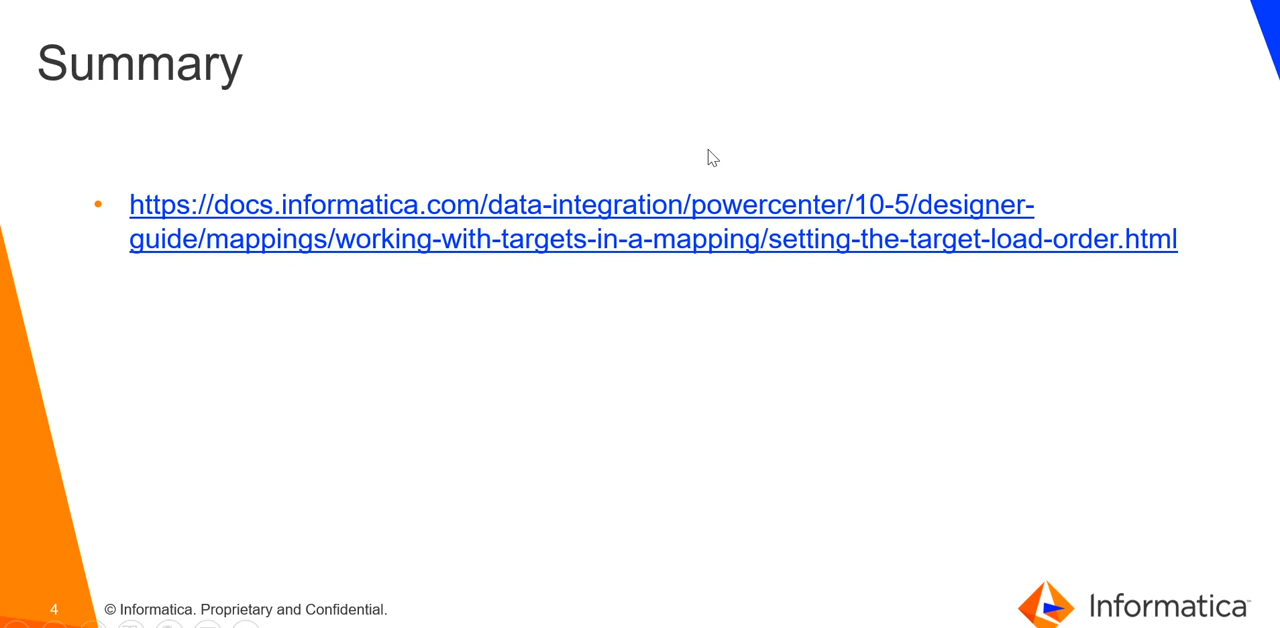 Summary
• https://docs.informatica.com/data-integration/powercenter/10-5/designer-
guide/mappings/working-with-targets-in-a-mapping/setting-the-target-load-order.html
4
© Informatica. Proprietary and Confidential.
Informatica™